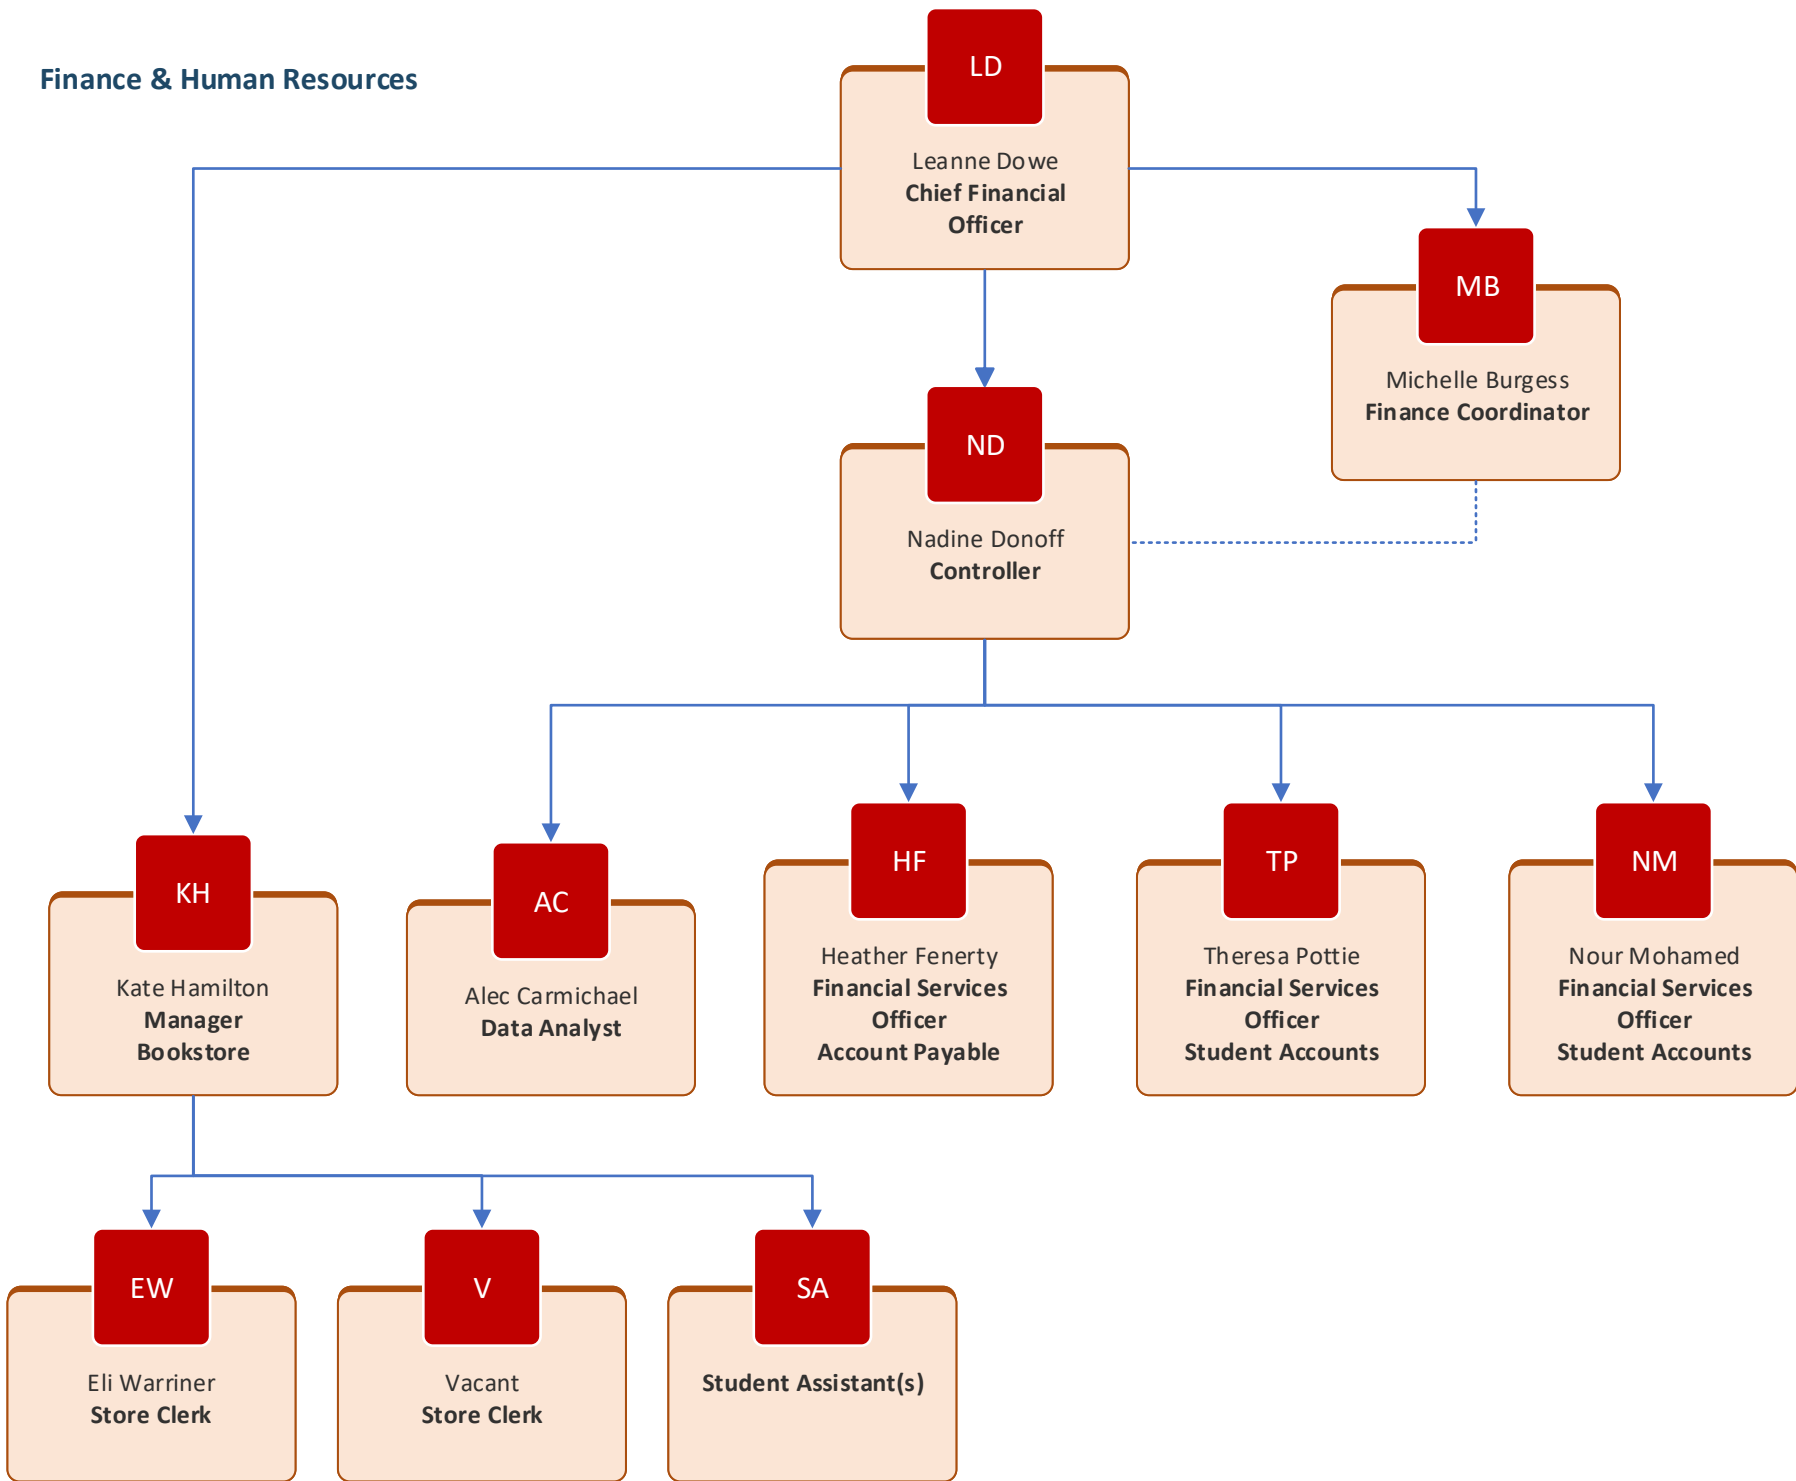 Finance & Human Resources
LD
Leanne Dowe
Chief Financial
Officer
MB
Michelle Burgess
Finance Coordinator
ND
Nadine Donoff
Controller
KH
Kate Hamilton
Manager
Bookstore
AC
Alec Carmichael
Data Analyst
HF
Heather Fenerty
Financial Services
Officer
Account Payable
TP
Theresa Pottie
Financial Services
Officer
Student Accounts
NM
Nour Mohamed
Financial Services
Officer
Student Accounts
EW
Eli Warriner
Store Clerk
V
Vacant
Store Clerk
SA
Student Assistant(s)